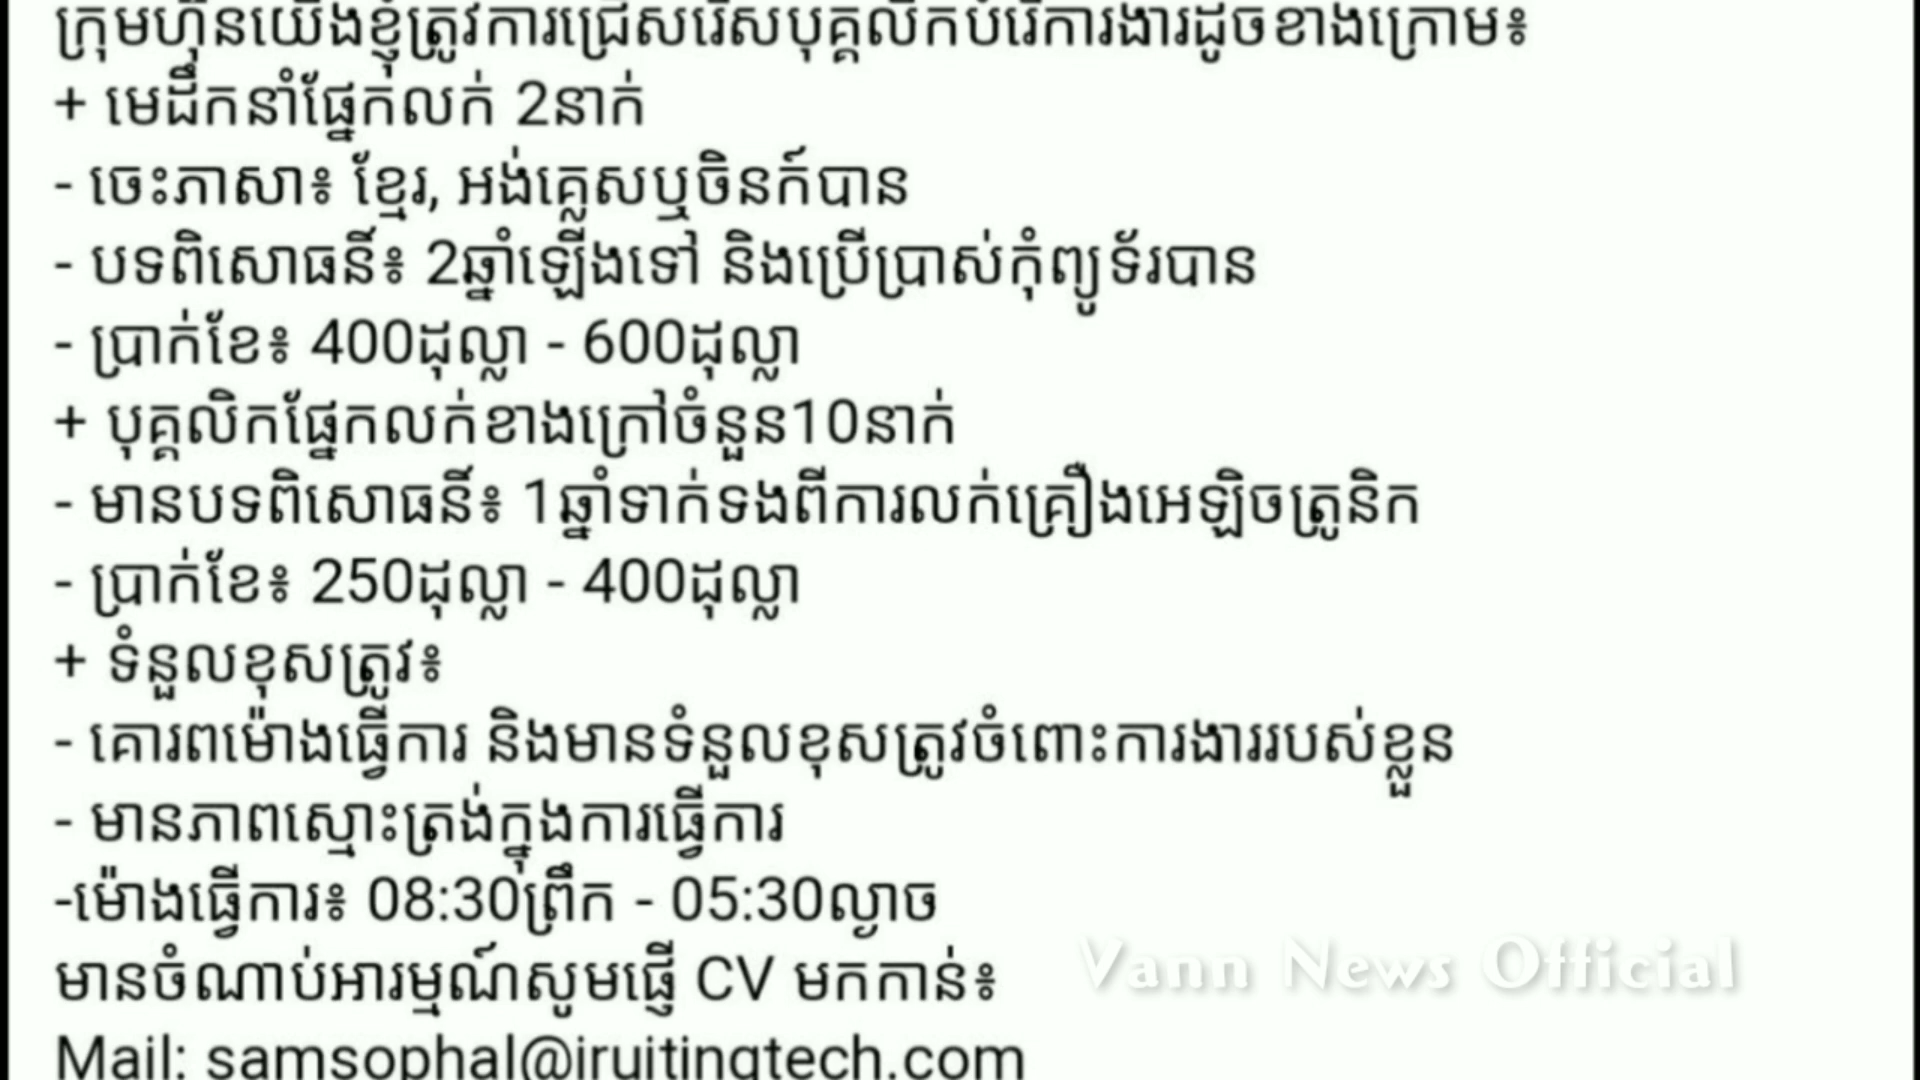 ក្រុមហ៊ុនយើងខ្ញុំត្រូវការជ្រើសរើសបុគ្គលិកបំរើការងារដូចខាងក្រោម៖
+ មេដឹកនាំផ្នែកលក់ 2នាក់
- ចេះភាសា៖ ខ្មែរ, អង់គ្លេសឬចិនក៍បាន
- បទពិសោធនី៖ 2ឆ្នាំឡើងទៅ និងប្រើប្រាស់កុំព្យូទ័របាន
- ប្រាក់ខែ៖ 400ដុល្លា - 600ដុល្លា
+ បុគ្គលិកផ្នែកលក់ខាងក្រៅចំនួន10នាក់
- មានបទពិសោធនី៖ 1ឆ្នាំទាក់ទងពីការលក់គ្រឿងអេឡិចត្រូនិក
- ប្រាក់ខែ៖ 250ដុល្លា - 400ដុល្លា
+ ទំនួលខុសត្រូវ៖
- គោរពម៉ោងធ្វើការ និងមានទំនួលខុសត្រូវចំពោះការងាររបស់ខ្លួន
- មានភាពស្មោះត្រង់ក្នុងការធ្វើការ
-ម៉ោងធ្វើការ៖ 08:30ព្រឹក - 05:30ល្ងាច
មានចំណាប់អារម្មណ៍សូមផ្ញើ CV មកកាន់៖
Vann News Official
Mail: samsophal@iruitingtech.com